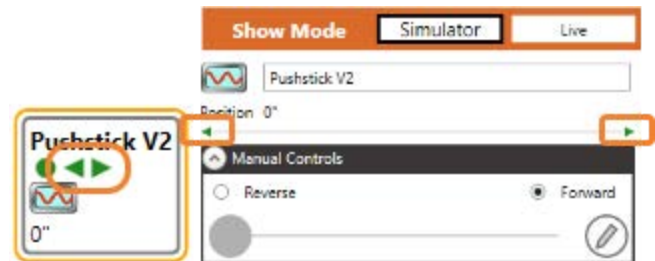 Show Mode Simulator Live
Pushstick V2
Position 0"
Manual Controls
Reverse Forward
Pushstick V2
0"